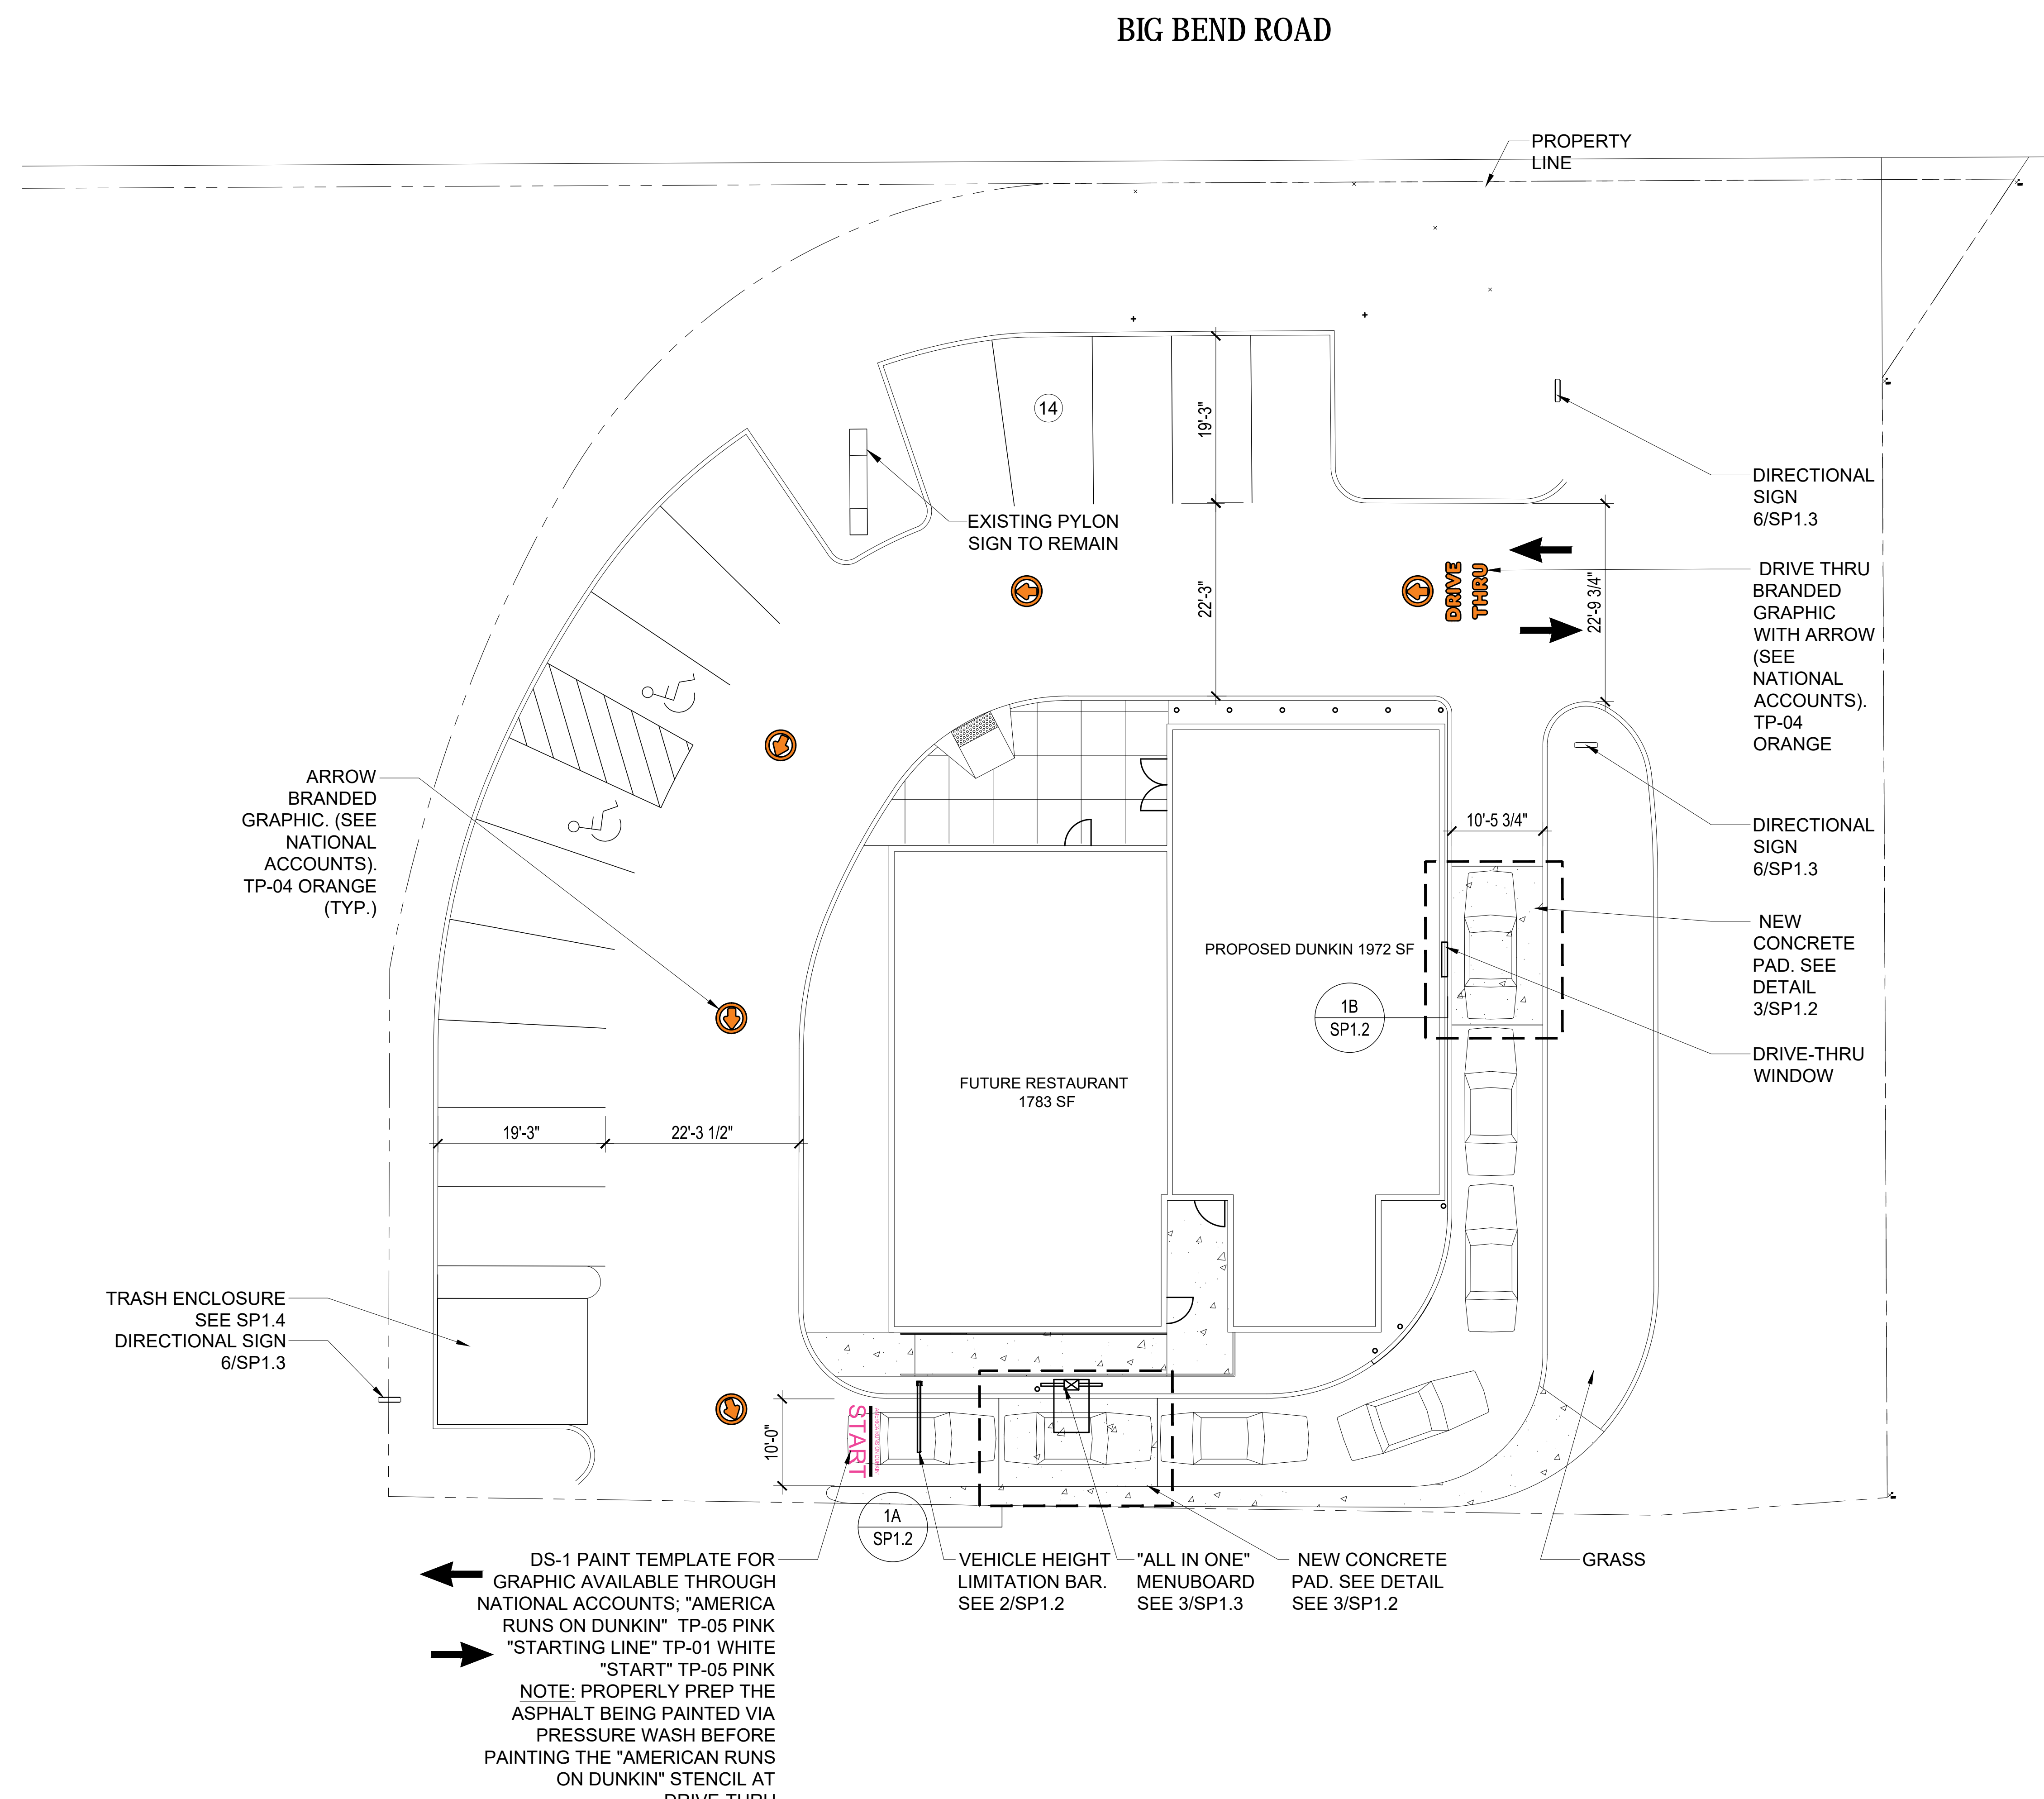 BIG BEND ROAD
PROPERTY
LINE
14
19'-3"
EXISTING PYLON
SIGN TO REMAIN
DIRECTIONAL
SIGN
6/SP1.3
22'-3"
DRIVE
THRU
22'-9 3/4"
DRIVE THRU
BRANDED
GRAPHIC
WITH ARROW
(SEE
NATIONAL
ACCOUNTS).
TP-04
ORANGE
ARROW
BRANDED
GRAPHIC. (SEE
NATIONAL
ACCOUNTS).
TP-04 ORANGE
(TYP.)
10'-5 3/4"
DIRECTIONAL
SIGN
6/SP1.3
PROPOSED DUNKIN 1972 SF
NEW
CONCRETE
PAD. SEE
DETAIL
3/SP1.2
1B
SP1.2
DRIVE-THRU
WINDOW
FUTURE RESTAURANT
1783 SF
19'-3"
22'-3 1/2"
TRASH ENCLOSURE
SEE SP1.4
DIRECTIONAL SIGN
6/SP1.3
10'-0"
START
AMERICA RUNS ON DUNKIN'
1A
SP1.2
DS-1 PAINT TEMPLATE FOR
GRAPHIC AVAILABLE THROUGH
NATIONAL ACCOUNTS; "AMERICA
RUNS ON DUNKIN"  TP-05 PINK
"STARTING LINE" TP-01 WHITE
"START" TP-05 PINK
NOTE: PROPERLY PREP THE
ASPHALT BEING PAINTED VIA
PRESSURE WASH BEFORE
PAINTING THE "AMERICAN RUNS
ON DUNKIN" STENCIL AT
DRIVE-THRU
VEHICLE HEIGHT
LIMITATION BAR.
SEE 2/SP1.2
"ALL IN ONE"
MENUBOARD
SEE 3/SP1.3
NEW CONCRETE
PAD. SEE DETAIL
SEE 3/SP1.2
GRASS